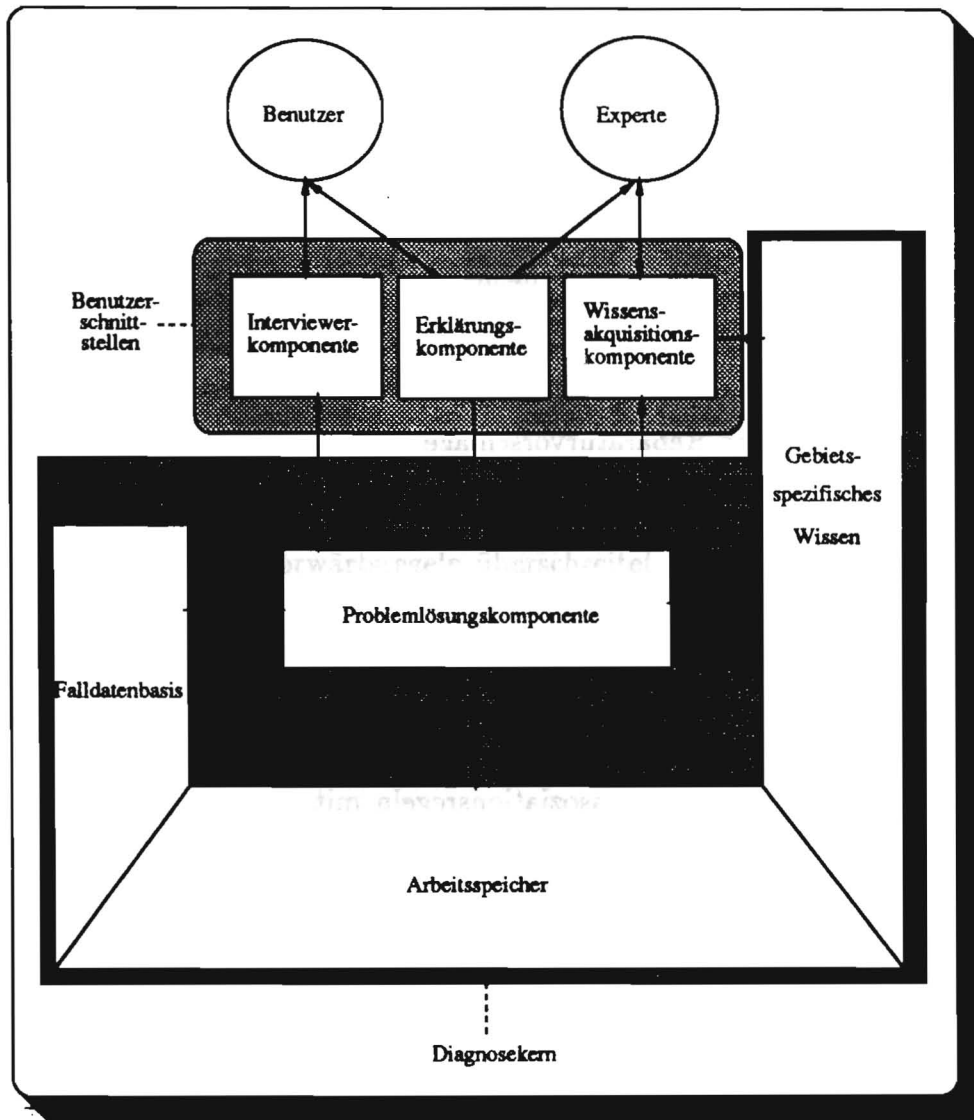 Benutzer
Experte
Benutzer-
schnitt-
stellen
Interviewer-
komponente
Erklärungs-
komponente
Wissens-
akquisitions-
komponente
Gebiets-
spezifisches
Wissen
Problemlösungskomponente
Falldatenbasis
Arbeitsspeicher
Diagnosekern